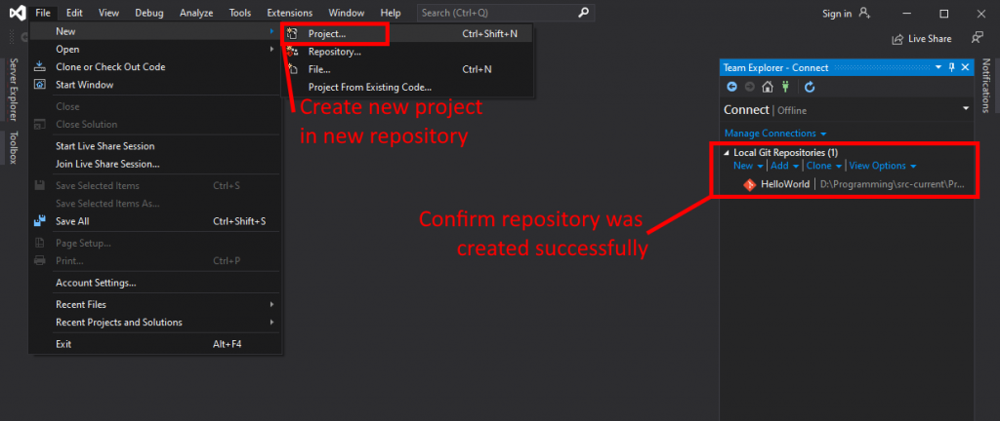 File Edit View Debug Analyze Tools Extensions Window Help Search (Ctrl+Q) Sign in
Live Share
Server Explorer
Toolbox
New
Open
Clone or Check Out Code
Start Window
Close
Close Solution
Start Live Share Session
Join Live Share Session...
Save Selected Items Ctrl+S
Save Selected Items As...
Save All Ctrl+Shift+S
Page Setup...
Print... Ctrl+P
Account Settings...
Recent Files
Recent Projects and Solutions
Exit Alt+F4
Project... Ctrl+Shift+N
Repository...
File... Ctrl+N
Project From Existing Code...
Create new project
in new repository
Confirm repository was
created successfully
Team Explorer - Connect
Connect | Offline
Manage Connections
Local Git Repositories (1)
New | Add | Clone | View Options
HelloWorld | D:\Programming\src-current\Pr...
Notifications